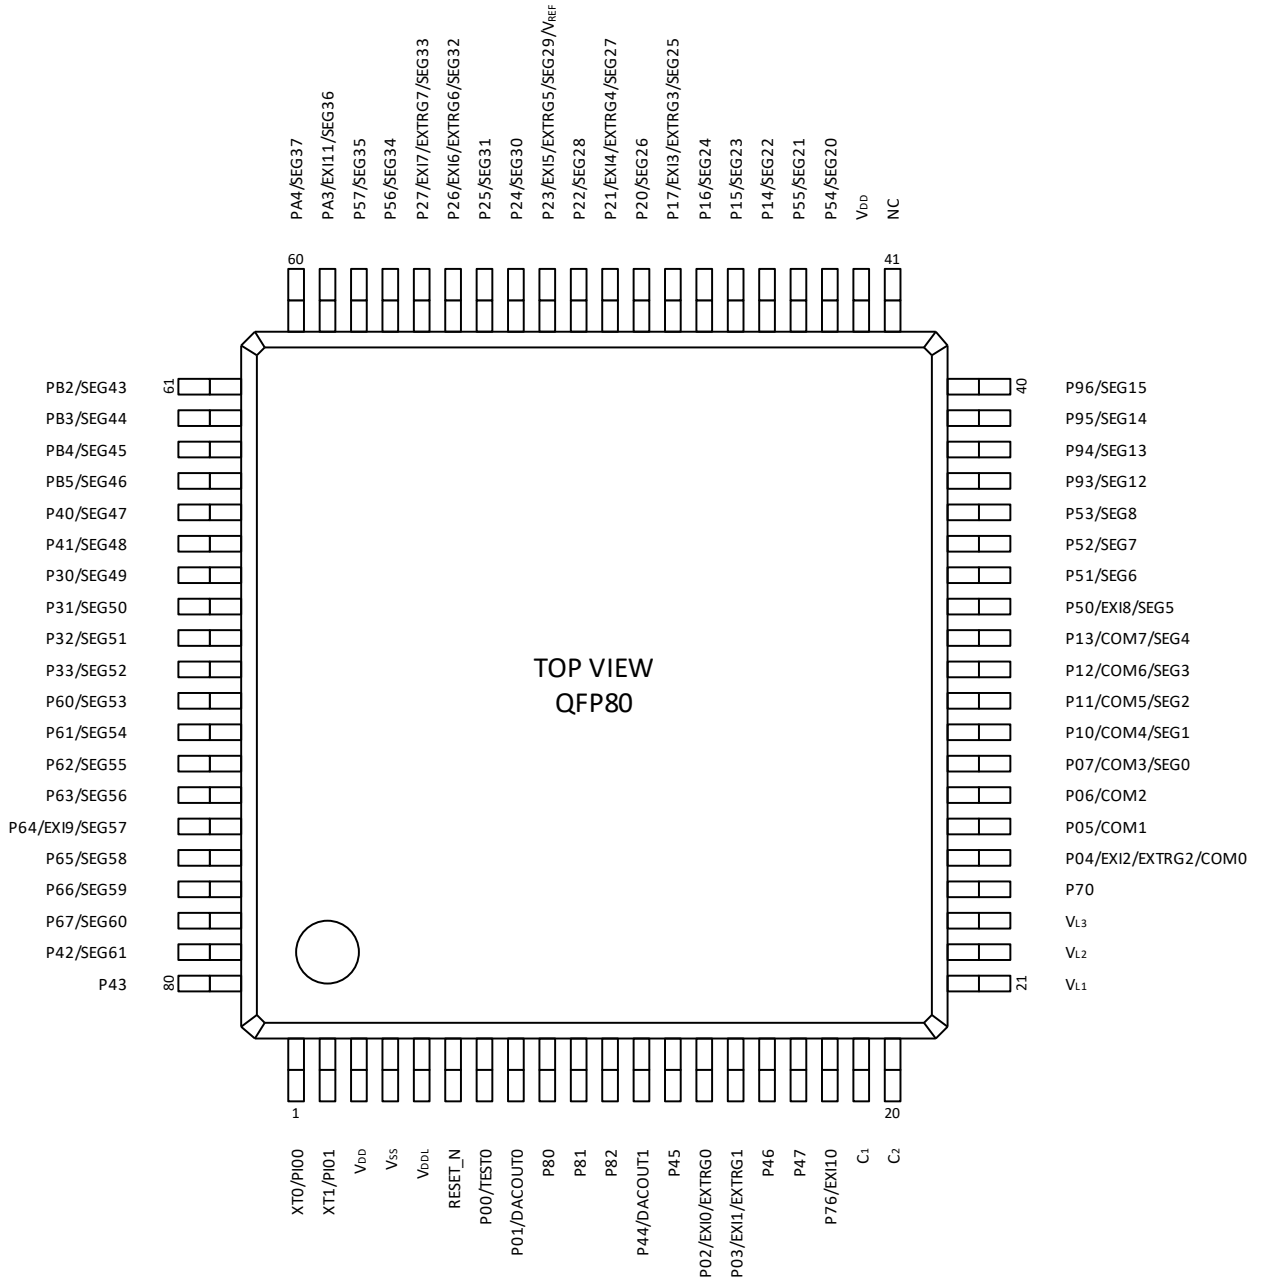 PA4/SEG37
PA3/EXI11/SEG36
P57/SEG35
P56/SEG34
P27/EXI7/EXTRG7/SEG33
P26/EXI6/EXTRG6/SEG32
P25/SEG31
P24/SEG30
P23/EXI5/EXTRG5/SEG29/VREF
P22/SEG28
P21/EXI4/EXTRG4/SEG27
P20/SEG26
P17/EXI3/EXTRG3/SEG25
P16/SEG24
P15/SEG23
P14/SEG22
P55/SEG21
P54/SEG20
VDD
NC
60
41
PB2/SEG43
61
PB3/SEG44
PB4/SEG45
PB5/SEG46
P40/SEG47
P41/SEG48
P30/SEG49
P31/SEG50
P32/SEG51
P33/SEG52
P60/SEG53
P61/SEG54
P62/SEG55
P63/SEG56
P64/EXI9/SEG57
P65/SEG58
P66/SEG59
P67/SEG60
P42/SEG61
P43
80
TOP VIEW
QFP80
40
P96/SEG15
P95/SEG14
P94/SEG13
P93/SEG12
P53/SEG8
P52/SEG7
P51/SEG6
P50/EXI8/SEG5
P13/COM7/SEG4
P12/COM6/SEG3
P11/COM5/SEG2
P10/COM4/SEG1
P07/COM3/SEG0
P06/COM2
P05/COM1
P04/EXI2/EXTRG2/COM0
P70
VL3
VL2
21
VL1
1
20
XT0/PI00
XT1/PI01
VDD
VSS
VDDL
RESET_N
P00/TEST0
P01/DACOUT0
P80
P81
P82
P44/DACOUT1
P45
P02/EXI0/EXTRG0
P03/EXI1/EXTRG1
P46
P47
P76/EXI10
C1
C2